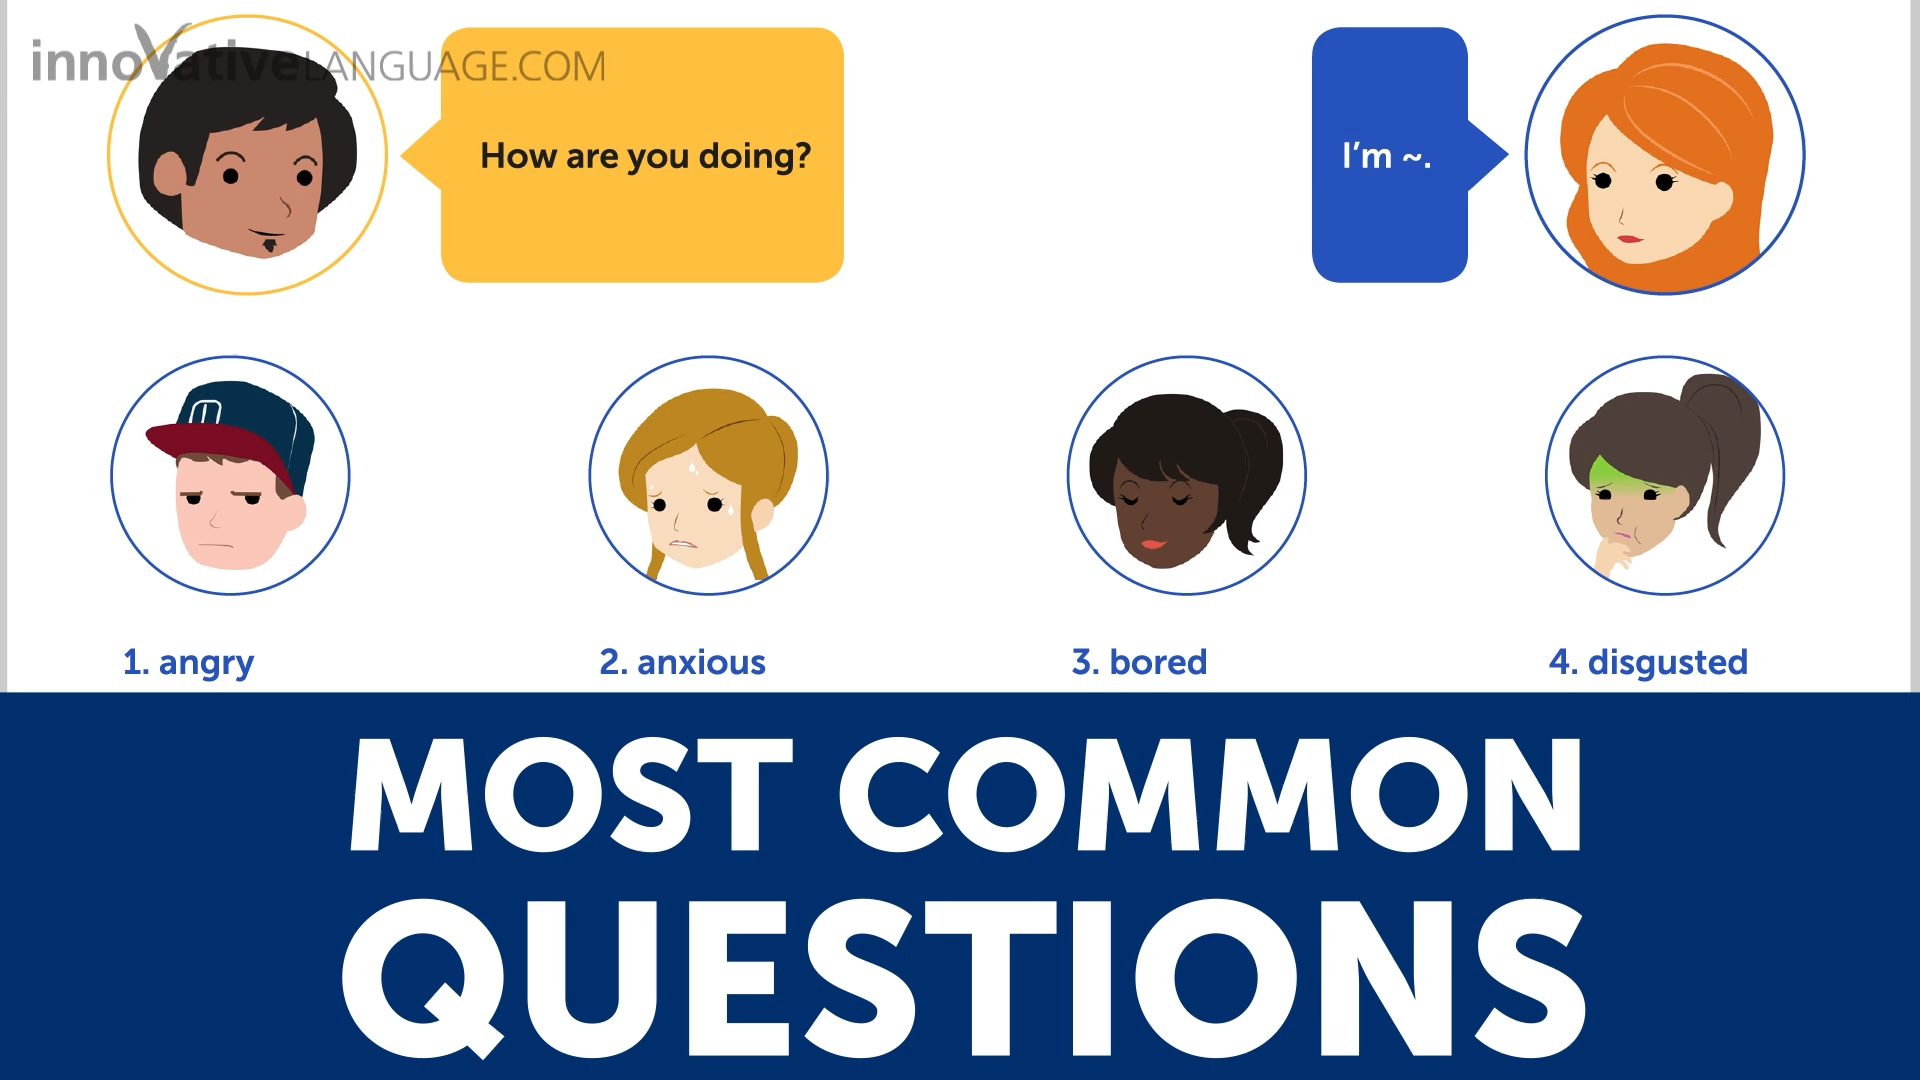 innoVativeLANGUAGE.COM
How are you doing?
I'm ~.
1. angry
2. anxious
3. bored
4. disgusted
MOST COMMON
QUESTIONS